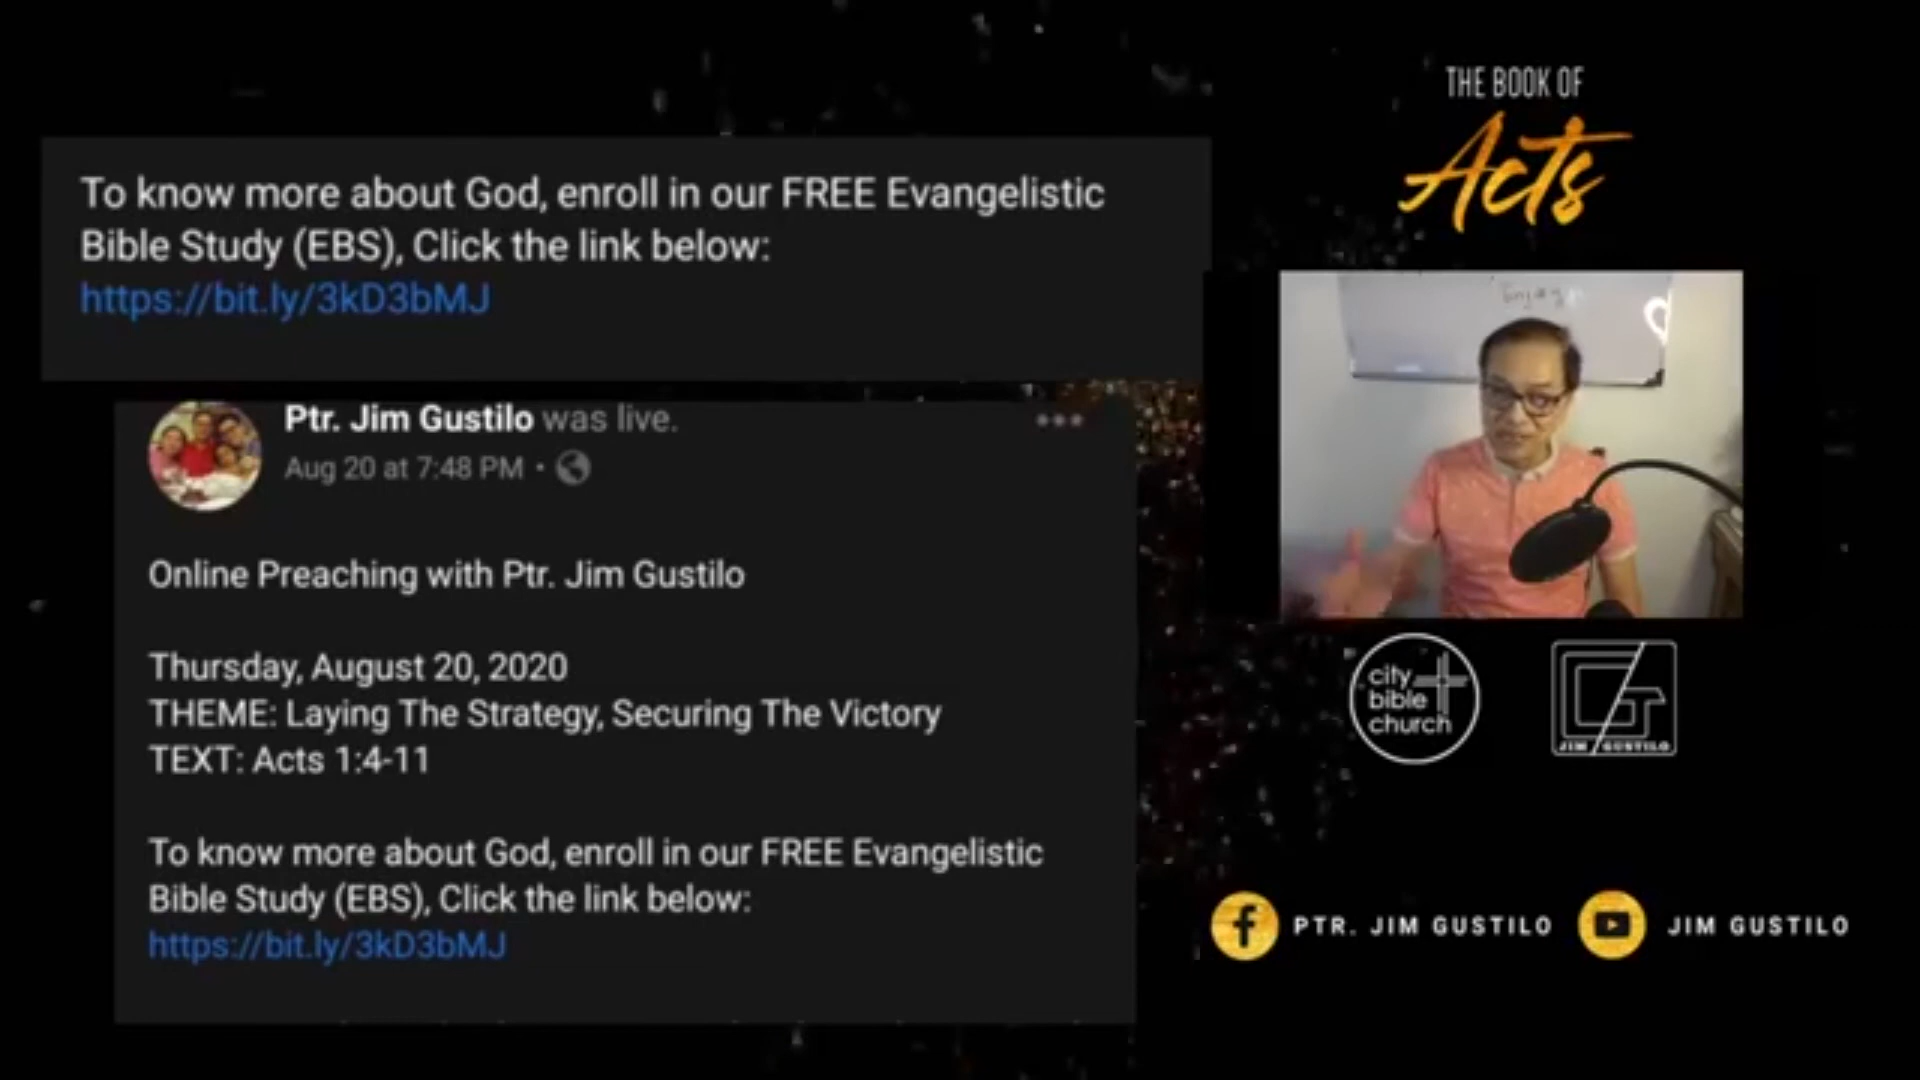 THE BOOK OF
Acts
To know more about God, enroll in our FREE Evangelistic
Bible Study (EBS), Click the link below:
https://bit.ly/3kD3bMJ
Ptr. Jim Gustilo was live.
Aug 20 at 7:48 PM
Online Preaching with Ptr. Jim Gustilo
Thursday, August 20, 2020
THEME: Laying The Strategy, Securing The Victory
TEXT: Acts 1:4-11
To know more about God, enroll in our FREE Evangelistic
Bible Study (EBS), Click the link below:
https://bit.ly/3kD3bMJ
city
bible
church
JIM GUSTILO
PTR. JIM GUSTILO
JIM GUSTILO